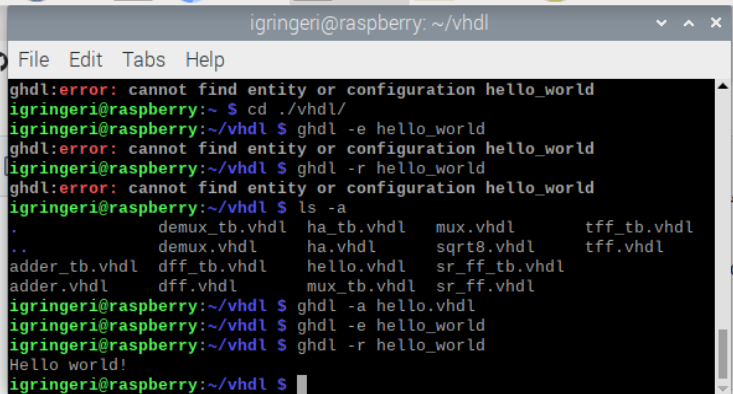 igringeri@raspberry: ~/vhdl
File Edit Tabs Help
ghdl:error: cannot find entity or configuration hello_world
igringeri@raspberry:~ $ cd ./vhdl/
igringeri@raspberry:~/vhdl $ ghdl -e hello_world
ghdl:error: cannot find entity or configuration hello_world
igringeri@raspberry:~/vhdl $ ghdl -r hello_world
ghdl:error: cannot find entity or configuration hello_world
igringeri@raspberry:~/vhdl $ ls -a
. demux_tb.vhdl ha_tb.vhdl mux.vhdl tff_tb.vhdl
.. demux.vhdl ha.vhdl sqrt8.vhdl tff.vhdl
adder_tb.vhdl dff_tb.vhdl hello.vhdl sr_ff_tb.vhdl
adder.vhdl dff.vhdl mux_tb.vhdl sr_ff.vhdl
igringeri@raspberry:~/vhdl $ ghdl -a hello.vhdl
igringeri@raspberry:~/vhdl $ ghdl -e hello_world
igringeri@raspberry:~/vhdl $ ghdl -r hello_world
Hello world!
igringeri@raspberry:~/vhdl $